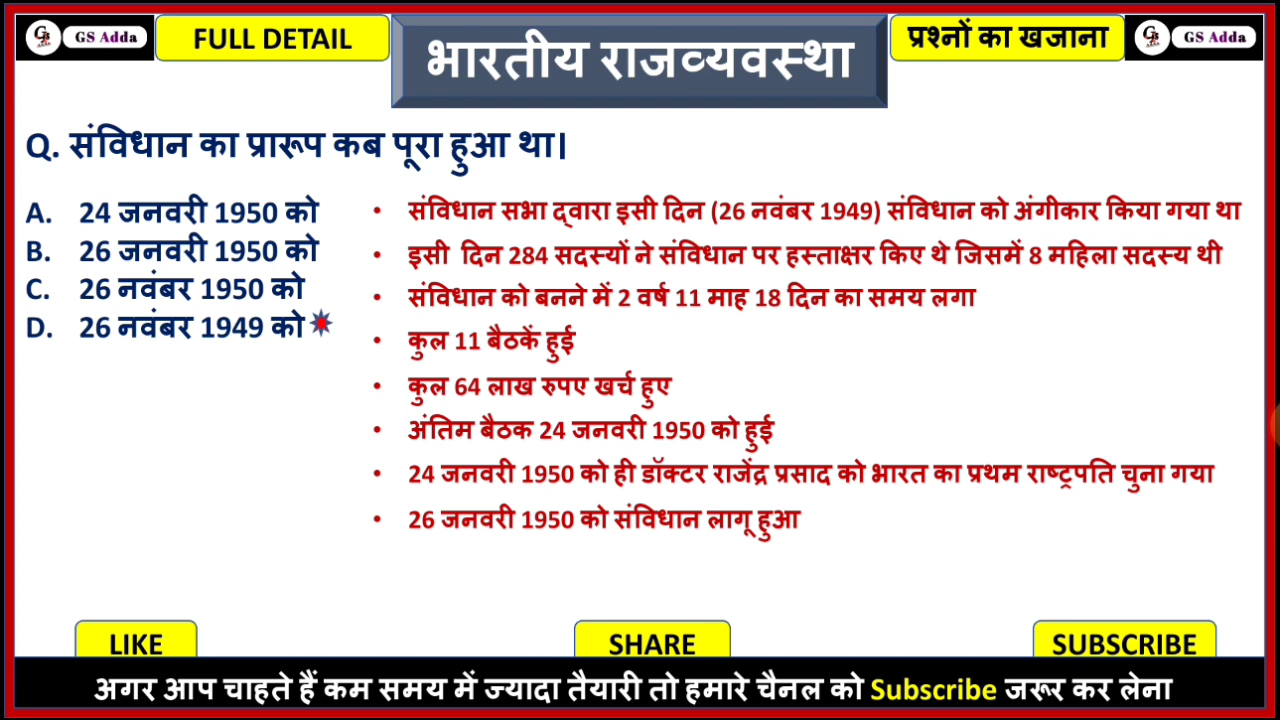 GS Adda
FULL DETAIL
भारतीय राजव्यवस्था
प्रश्नों का खजाना
GS Adda
Q. संविधान का प्रारूप कब पूरा हुआ था।
A. 24 जनवरी 1950 को
B. 26 जनवरी 1950 को
C. 26 नवंबर 1950 को
D. 26 नवंबर 1949 को
• संविधान सभा द्वारा इसी दिन (26 नवंबर 1949) संविधान को अंगीकार किया गया था
• इसी दिन 284 सदस्यों ने संविधान पर हस्ताक्षर किए थे जिसमें 8 महिला सदस्य थी
• संविधान को बनने में 2 वर्ष 11 माह 18 दिन का समय लगा
• कुल 11 बैठकें हुई
• कुल 64 लाख रुपए खर्च हुए
• अंतिम बैठक 24 जनवरी 1950 को हुई
• 24 जनवरी 1950 को ही डॉक्टर राजेंद्र प्रसाद को भारत का प्रथम राष्ट्रपति चुना गया
• 26 जनवरी 1950 को संविधान लागू हुआ
LIKE
SHARE
SUBSCRIBE
अगर आप चाहते हैं कम समय में ज्यादा तैयारी तो हमारे चैनल को Subscribe जरूर कर लेना